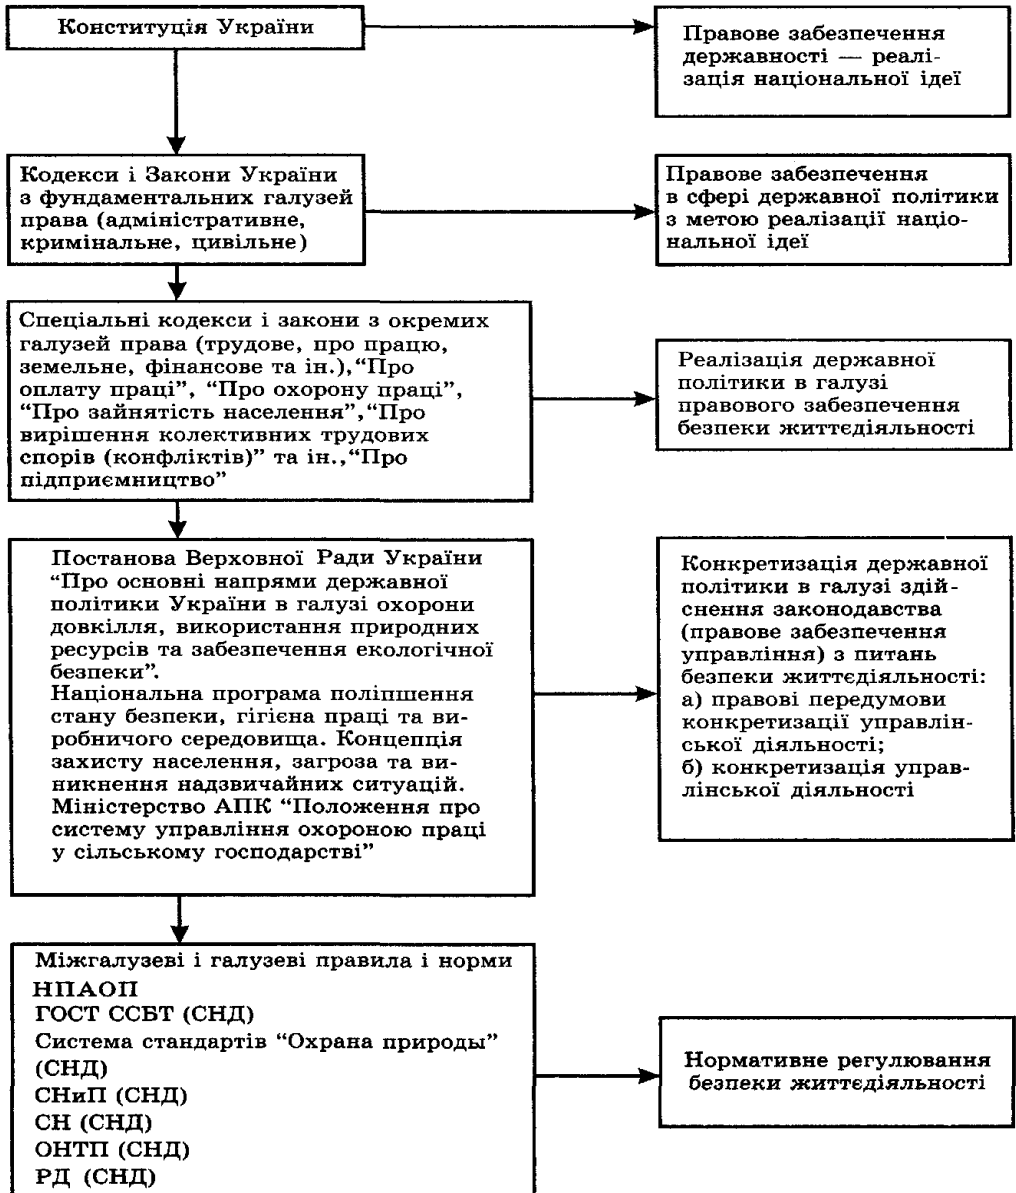 Конституція України
Правове забезпечення
державності — реалі-
зація національної ідеї
Кодекси і Закони України
з фундаментальних галузей
права (адміністративне,
кримінальне, цивільне)
Правове забезпечення
в сфері державної політики
з метою реалізації націо-
нальної ідеї
Спеціальні кодекси і закони з окремих
галузей права (трудове, про працю,
земельне, фінансове та ін.),“Про
оплату праці”, “Про охорону праці”,
“Про зайнятість населення”,“Про
вирішення колективних трудових
спорів (конфліктів)” та ін.,“Про
підприємництво”
Реалізація державної
політики в галузі
правового забезпечення
безпеки життєдіяльності
Постанова Верховної Ради України
“Про основні напрями державної
політики України в галузі охорони
довкілля, використання природних
ресурсів та забезпечення екологічної
безпеки”.
Національна програма поліпшення
стану безпеки, гігієна праці та ви-
робничого середовища. Концепція
захисту населення, загроза та ви-
никнення надзвичайних ситуацій.
Міністерство АПК “Положення про
систему управління охороною праці
у сільському господарстві”
Конкретизація державної
політики в галузі здій-
снення законодавства
(правове забезпечення
управління) з питань
безпеки життєдіяльності:
а) правові передумови
конкретизації управлін-
ської діяльності;
б) конкретизація управ-
лінської діяльності
Міжгалузеві і галузеві правила і норми
НПАОП
ГОСТ ССБТ (СНД)
Система стандартів “Охрана природы”
(СНД)
СНиП (СНД)
СН (СНД)
ОНТП (СНД)
РД (СНД)
Нормативне регулювання
безпеки життєдіяльності